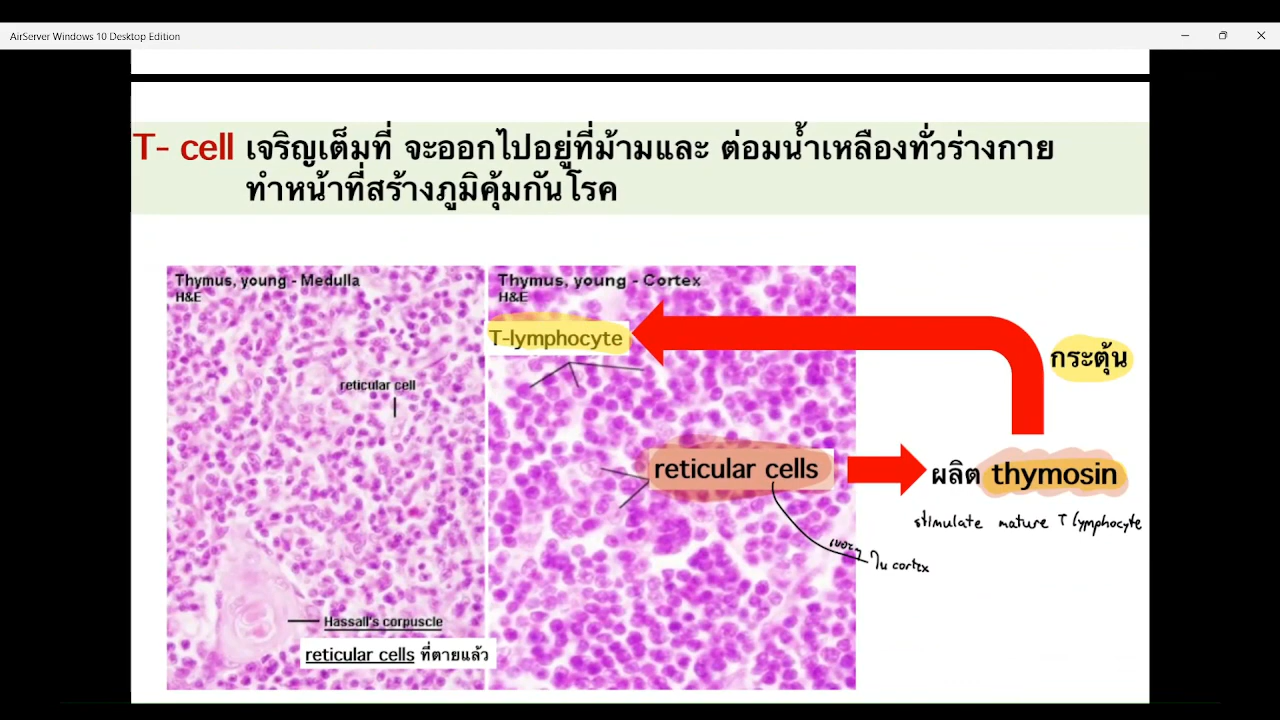 AirServer Windows 10 Desktop Edition
T- cell เจริญเต็มที่ จะออกไปอยู่ที่ม้ามและ ต่อมน้ำเหลืองทั่วร่างกาย
ทำหน้าที่สร้างภูมิคุ้มกันโรค
Thymus, young - Medulla
H&E
reticular cell
Hassall's corpuscle
reticular cells ที่ตายแล้ว
Thymus, young - Cortex
H&E
T-lymphocyte
reticular cells
กระตุ้น
ผลิต thymosin
stimulate mature T lymphocyte
เยอะๆ ใน cortex